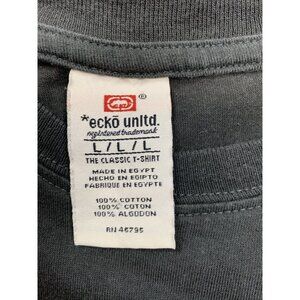 ®
*eckō unltd.
registered trademark
L/L/L
THE CLASSIC T-SHIRT
MADE IN EGYPT
HECHO EN EGIPTO
FABRIQUE EN EGYPTE
100% COTTON
100% COTON
100% ALGODON
RN 46795